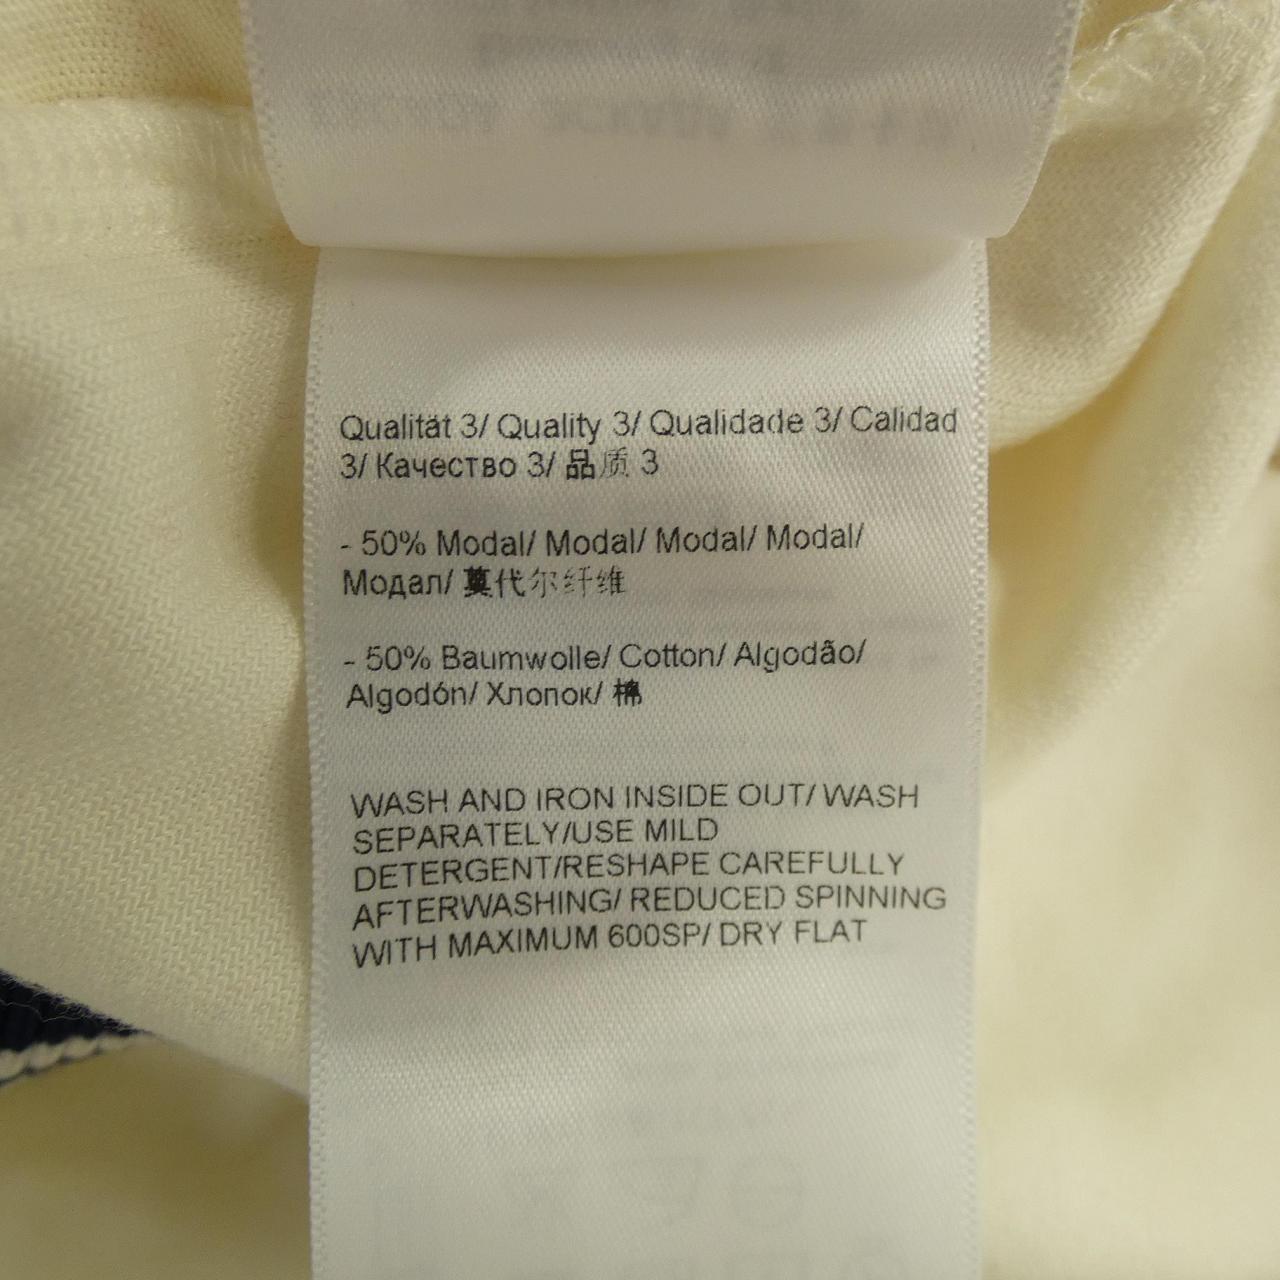 Qualität 3/ Quality 3/ Qualidade 3/ Calidad
3/ Качество 3/ 品质 3
- 50% Modal/ Modal/ Modal/ Modal/
Модал/ 莫代尔纤维
- 50% Baumwolle/ Cotton/ Algodão/
Algodón/ Хлопок/ 棉
WASH AND IRON INSIDE OUT/ WASH
SEPARATELY/USE MILD
DETERGENT/RESHAPE CAREFULLY
AFTERWASHING/ REDUCED SPINNING
WITH MAXIMUM 600SP/ DRY FLAT